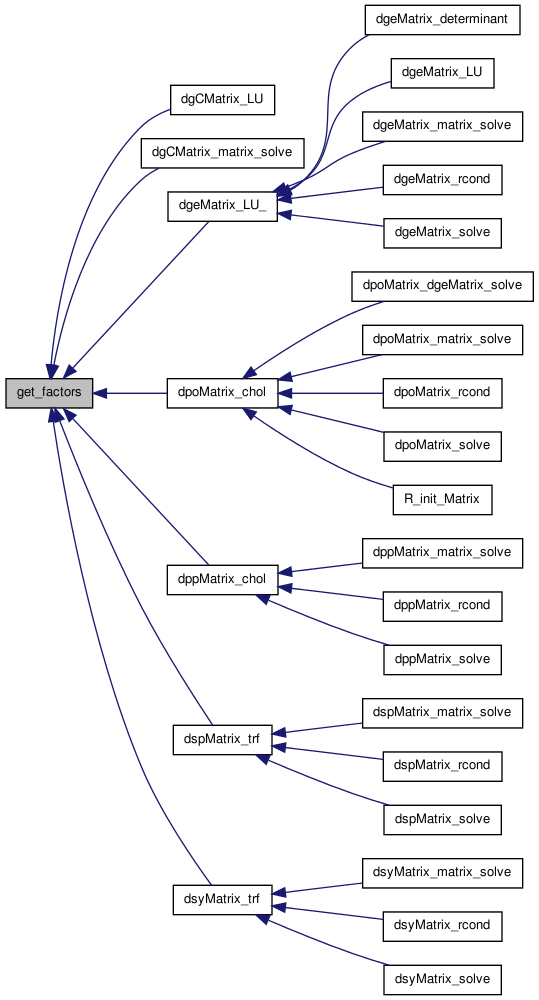 get_factors
dgCMatrix_LU
dgCMatrix_matrix_solve
dgeMatrix_LU_
dgeMatrix_determinant
dgeMatrix_LU
dgeMatrix_matrix_solve
dgeMatrix_rcond
dgeMatrix_solve
dpoMatrix_chol
dpoMatrix_dgeMatrix_solve
dpoMatrix_matrix_solve
dpoMatrix_rcond
dpoMatrix_solve
R_init_Matrix
dppMatrix_chol
dppMatrix_matrix_solve
dppMatrix_rcond
dppMatrix_solve
dspMatrix_trf
dspMatrix_matrix_solve
dspMatrix_rcond
dspMatrix_solve
dsyMatrix_trf
dsyMatrix_matrix_solve
dsyMatrix_rcond
dsyMatrix_solve